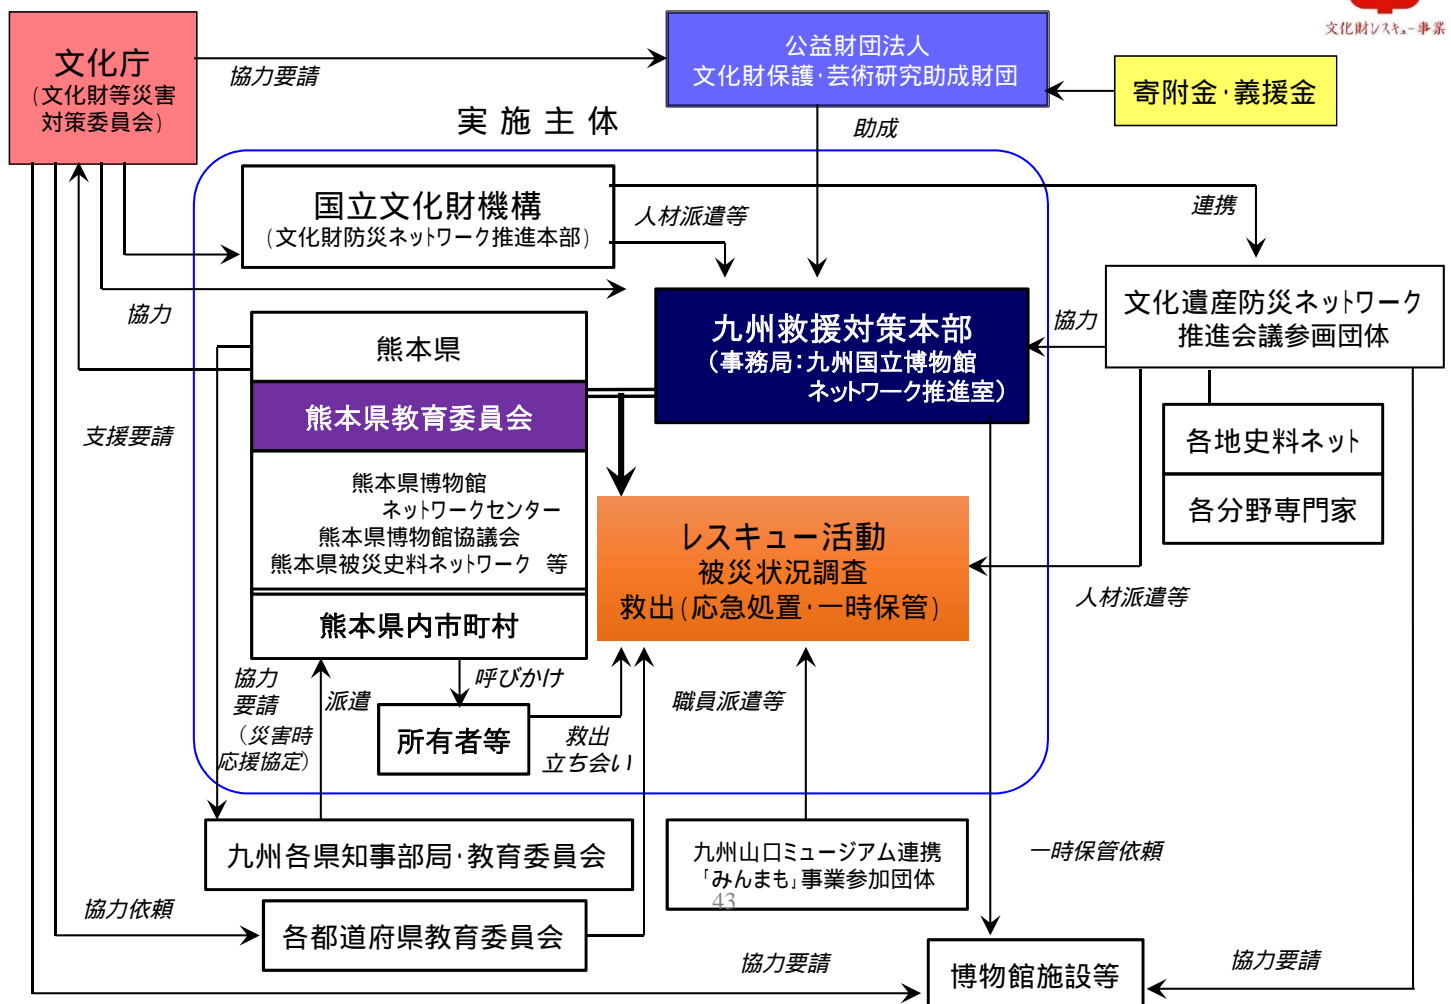 文化財レスキュー事業
文化庁
(文化財等災害
対策委員会)
協力要請
公益財団法人
文化財保護･芸術研究助成財団
寄附金･義援金
実施主体
助成
国立文化財機構
(文化財防災ネットワーク推進本部)
人材派遣等
連携
協力
九州救援対策本部
(事務局:九州国立博物館
ネットワーク推進室)
協力
文化遺産防災ネットワーク
推進会議参画団体
熊本県
熊本県教育委員会
支援要請
各地史料ネット
各分野専門家
熊本県博物館
ネットワークセンター
熊本県博物館協議会
熊本県被災史料ネットワーク 等
熊本県内市町村
レスキュー活動
被災状況調査
救出(応急処置･一時保管)
人材派遣等
協力
要請
(災害時
応援協定)
派遣
呼びかけ
職員派遣等
所有者等
救出
立ち会い
九州各県知事部局･教育委員会
九州山口ミュージアム連携
「みんまも」事業参加団体
43
一時保管依頼
協力依頼
各都道府県教育委員会
協力要請
博物館施設等
協力要請